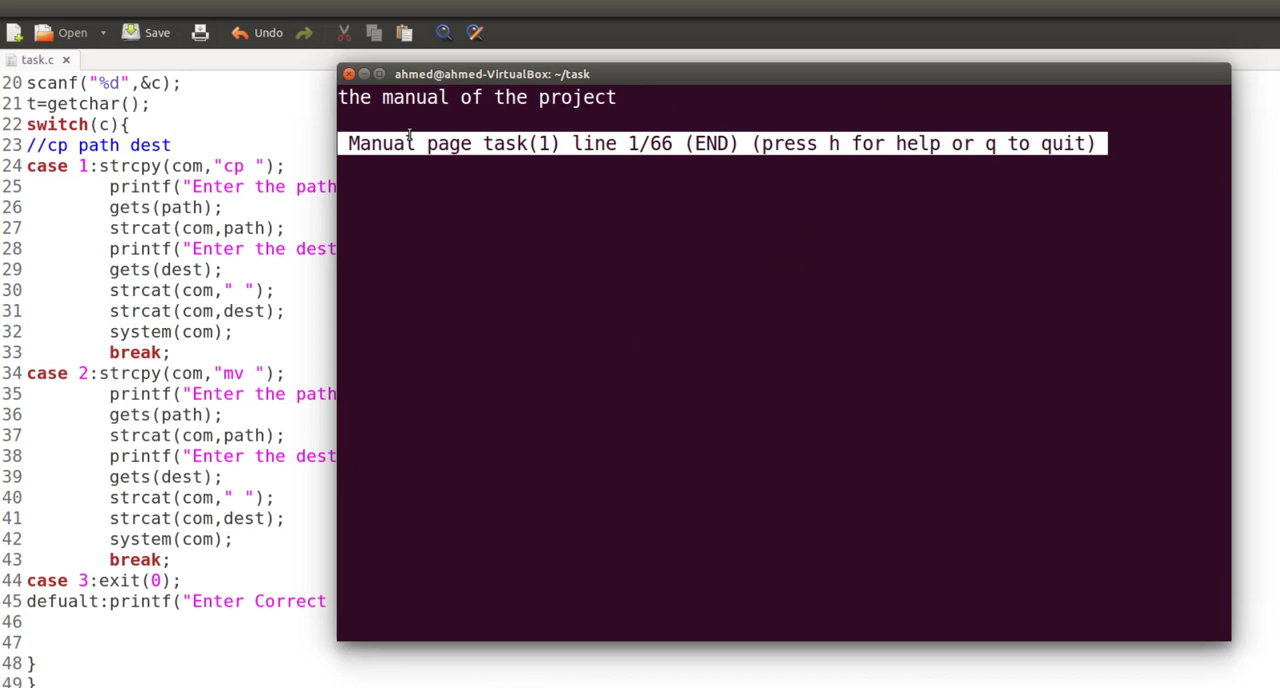 Open Save Undo
task.c
20 scanf("%d",&c);
21 t=getchar();
22 switch(c){
23 //cp path dest
24 case 1:strcpy(com,"cp ");
25 printf("Enter the path
26 gets(path);
27 strcat(com,path);
28 printf("Enter the dest
29 gets(dest);
30 strcat(com," ");
31 strcat(com,dest);
32 system(com);
33 break;
34 case 2:strcpy(com,"mv ");
35 printf("Enter the path
36 gets(path);
37 strcat(com,path);
38 printf("Enter the dest
39 gets(dest);
40 strcat(com," ");
41 strcat(com,dest);
42 system(com);
43 break;
44 case 3:exit(0);
45 defualt:printf("Enter Correct
46
47
48 }
49 }
ahmed@ahmed-VirtualBox: ~/task
the manual of the project
Manual page task(1) line 1/66 (END) (press h for help or q to quit)